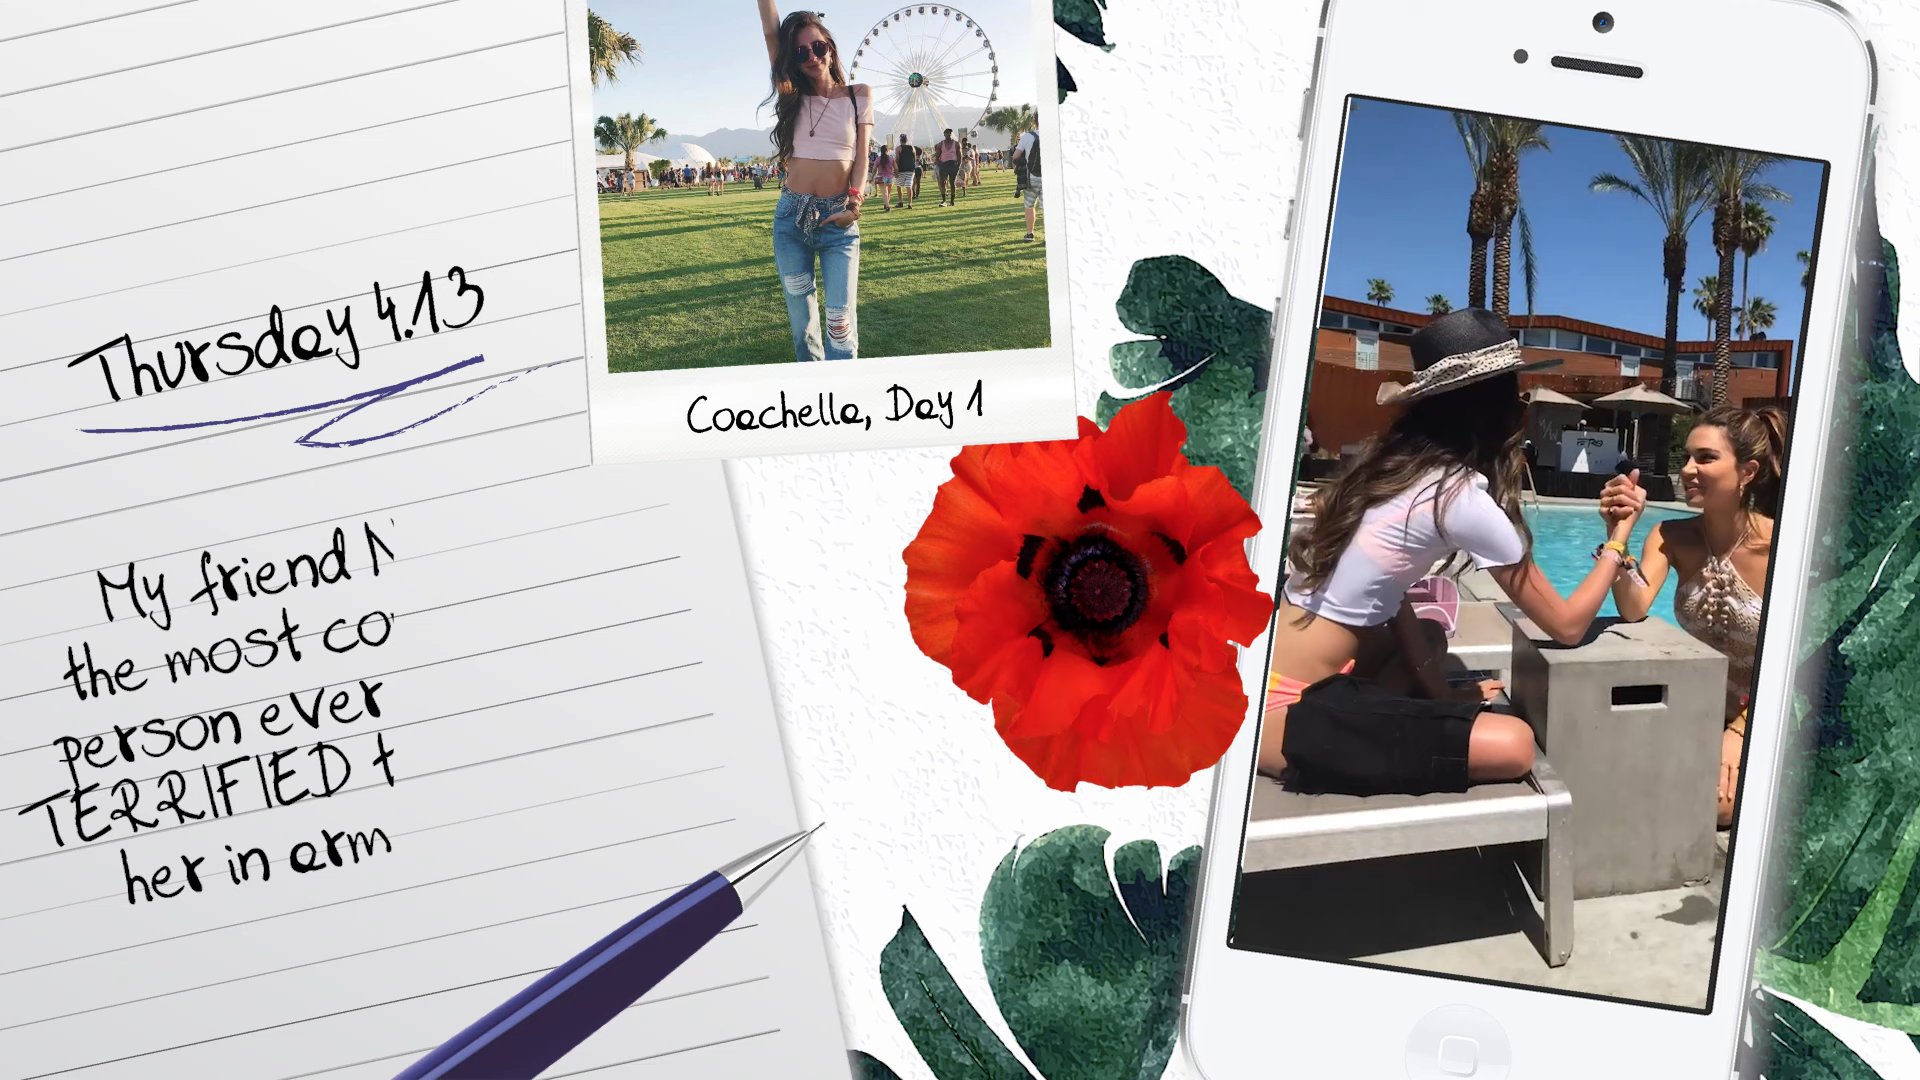 Thursday 4.13
My friend
the most
person ever
TERRIFIED
her in arm
Coachella, Day 1